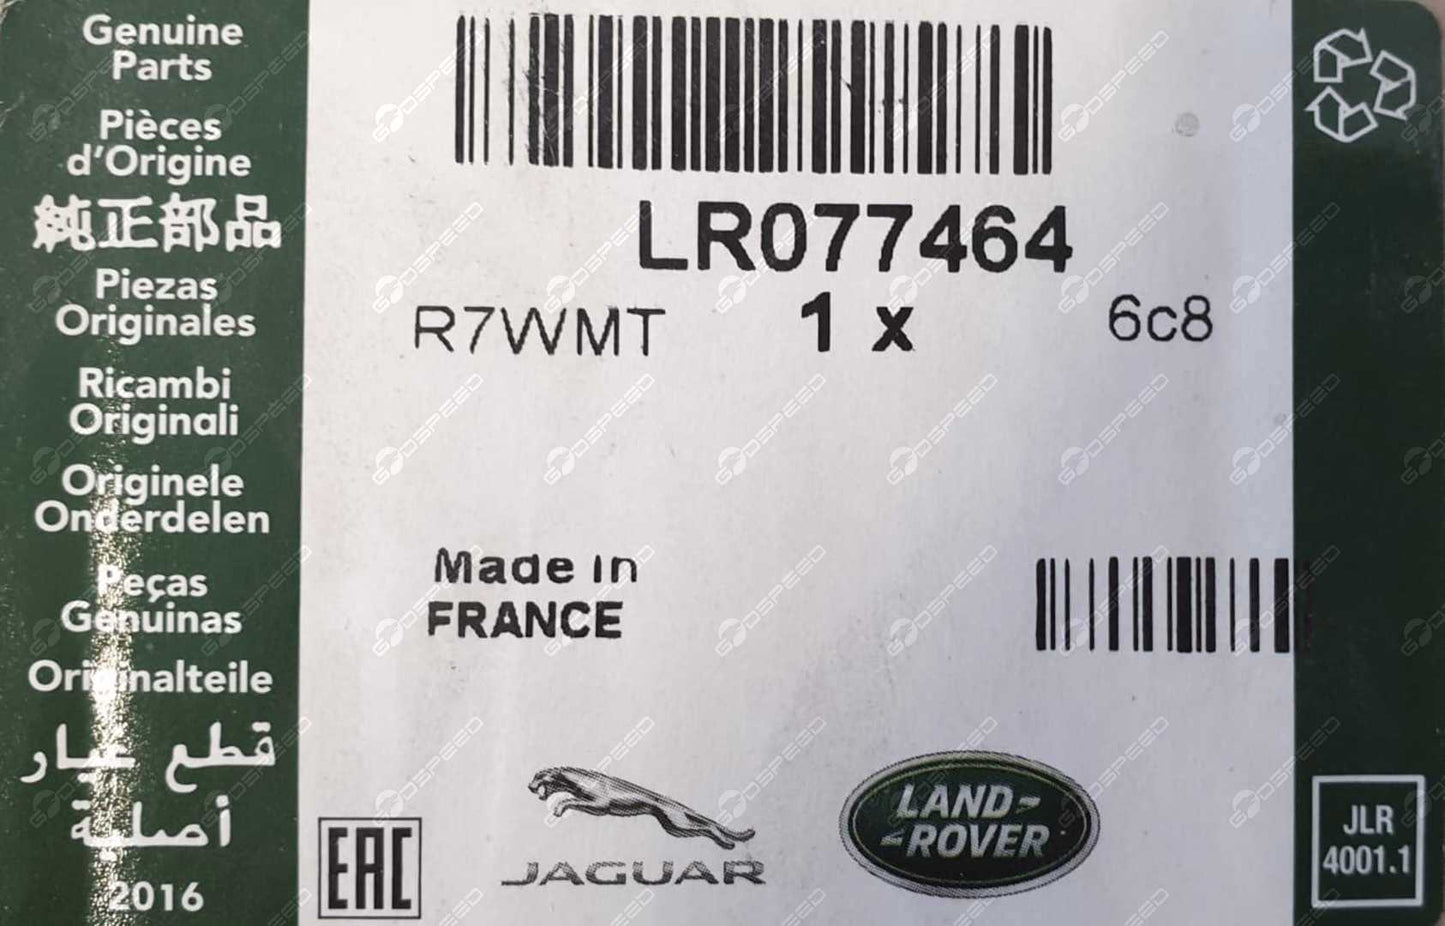 Genuine
Parts
Pièces
d'Origine
純正部品
Piezas
Originales
Ricambi
Originali
Originele
Onderdelen
Peças
Genuinas
Originalteile
قطع غيار
أصلية
2016
LR077464
R7WMT 1 x 6c8
Made in
FRANCE
EAC
JAGUAR
LAND-
-ROVER
JLR
4001.1
GODSPEED